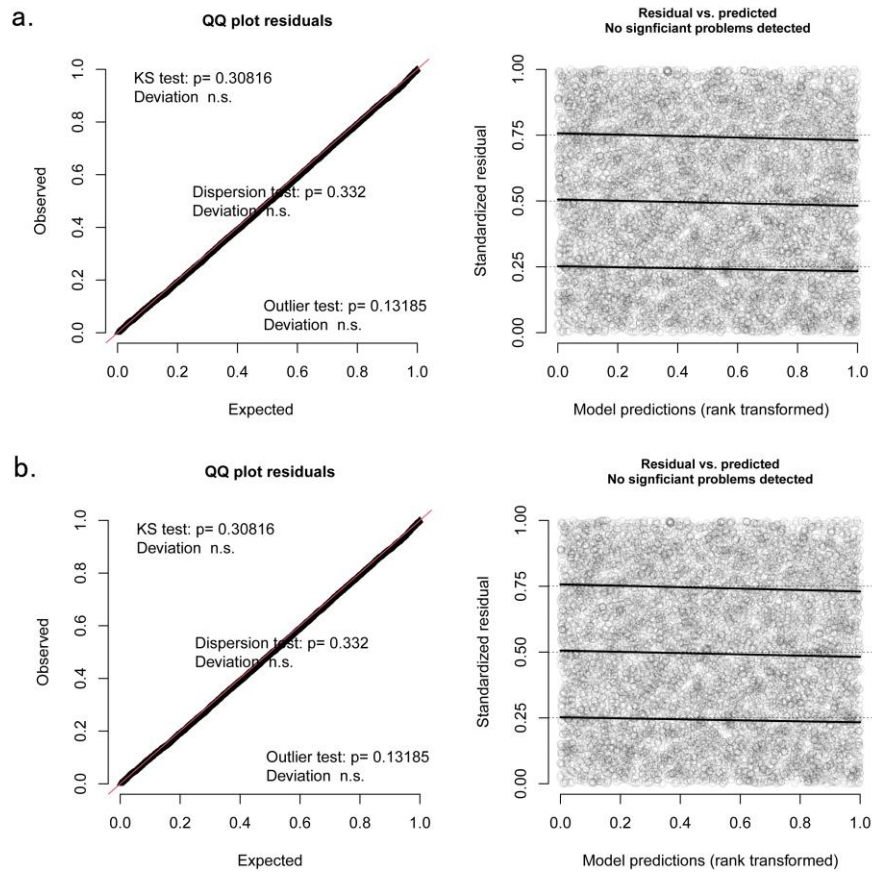 a.
QQ plot residuals
KS test: p= 0.30816
Deviation n.s.
Dispersion test: p= 0.332
Deviation n.s.
Outlier test: p= 0.13185
Deviation n.s.
Observed
0.0 0.2 0.4 0.6 0.8 1.0
0.0 0.2 0.4 0.6 0.8 1.0
Expected
Residual vs. predicted
No signficiant problems detected
Standardized residual
0.00 0.25 0.50 0.75 1.00
0.0 0.2 0.4 0.6 0.8 1.0
Model predictions (rank transformed)
b.
QQ plot residuals
KS test: p= 0.30816
Deviation n.s.
Dispersion test: p= 0.332
Deviation n.s.
Outlier test: p= 0.13185
Deviation n.s.
Observed
0.0 0.2 0.4 0.6 0.8 1.0
0.0 0.2 0.4 0.6 0.8 1.0
Expected
Residual vs. predicted
No signficiant problems detected
Standardized residual
0.00 0.25 0.50 0.75 1.00
0.0 0.2 0.4 0.6 0.8 1.0
Model predictions (rank transformed)